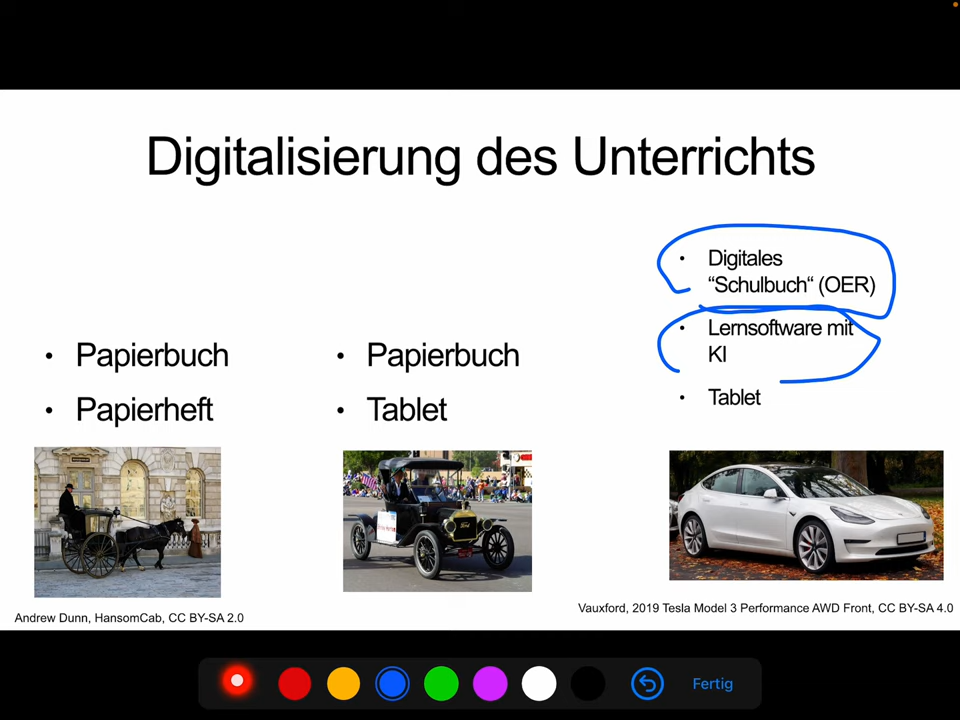 Digitalisierung des Unterrichts
• Papierbuch
• Papierheft
• Papierbuch
• Tablet
• Digitales
“Schulbuch“ (OER)
• Lernsoftware mit
KI
• Tablet
Ford
Andrew Dunn, HansomCab, CC BY-SA 2.0
Vauxford, 2019 Tesla Model 3 Performance AWD Front, CC BY-SA 4.0
Fertig